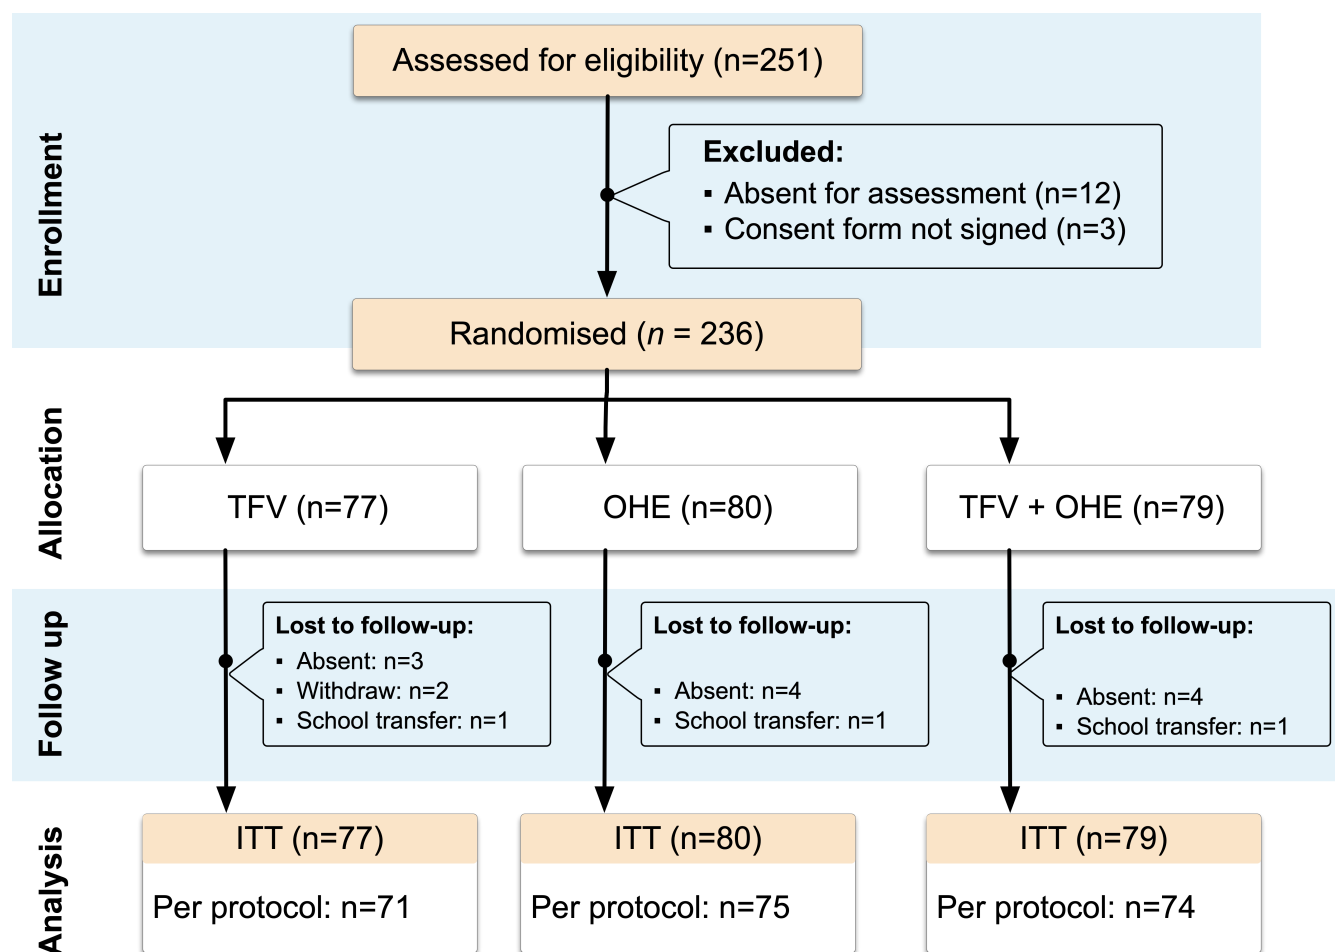 Enrollment
Assessed for eligibility (n=251)
Excluded:
▪ Absent for assessment (n=12)
▪ Consent form not signed (n=3)
Randomised (n = 236)
Allocation
TFV (n=77)
OHE (n=80)
TFV + OHE (n=79)
Follow up
Lost to follow-up:
▪ Absent: n=3
▪ Withdraw: n=2
▪ School transfer: n=1
Lost to follow-up:
▪ Absent: n=4
▪ School transfer: n=1
Lost to follow-up:
▪ Absent: n=4
▪ School transfer: n=1
Analysis
ITT (n=77)
Per protocol: n=71
ITT (n=80)
Per protocol: n=75
ITT (n=79)
Per protocol: n=74